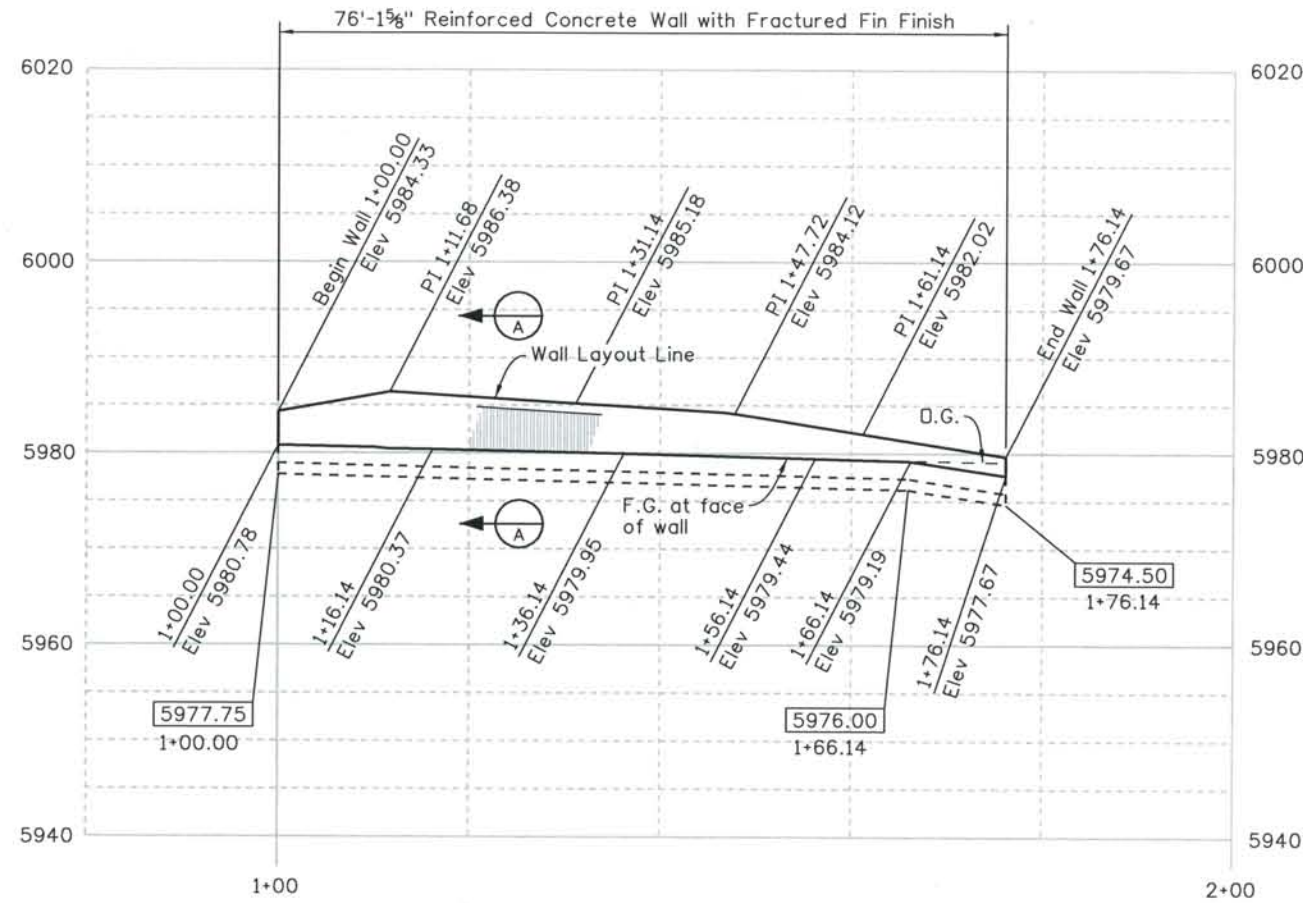 76'-1⅝" Reinforced Concrete Wall with Fractured Fin Finish
6020
6020
Begin Wall 1+00.00
Elev 5984.33
PI 1+11.68
Elev 5986.38
PI 1+31.14
Elev 5985.18
PI 1+47.72
Elev 5984.12
PI 1+61.14
Elev 5982.02
End Wall 1+76.14
Elev 5979.67
6000
6000
A
Wall Layout Line
O.G.
5980
5980
A
F.G. at face
of wall
1+00.00
Elev 5980.78
1+16.14
Elev 5980.37
1+36.14
Elev 5979.95
1+56.14
Elev 5979.44
1+66.14
Elev 5979.19
1+76.14
Elev 5977.67
5974.50
1+76.14
5960
5960
5977.75
1+00.00
5976.00
1+66.14
5940
5940
1+00
2+00